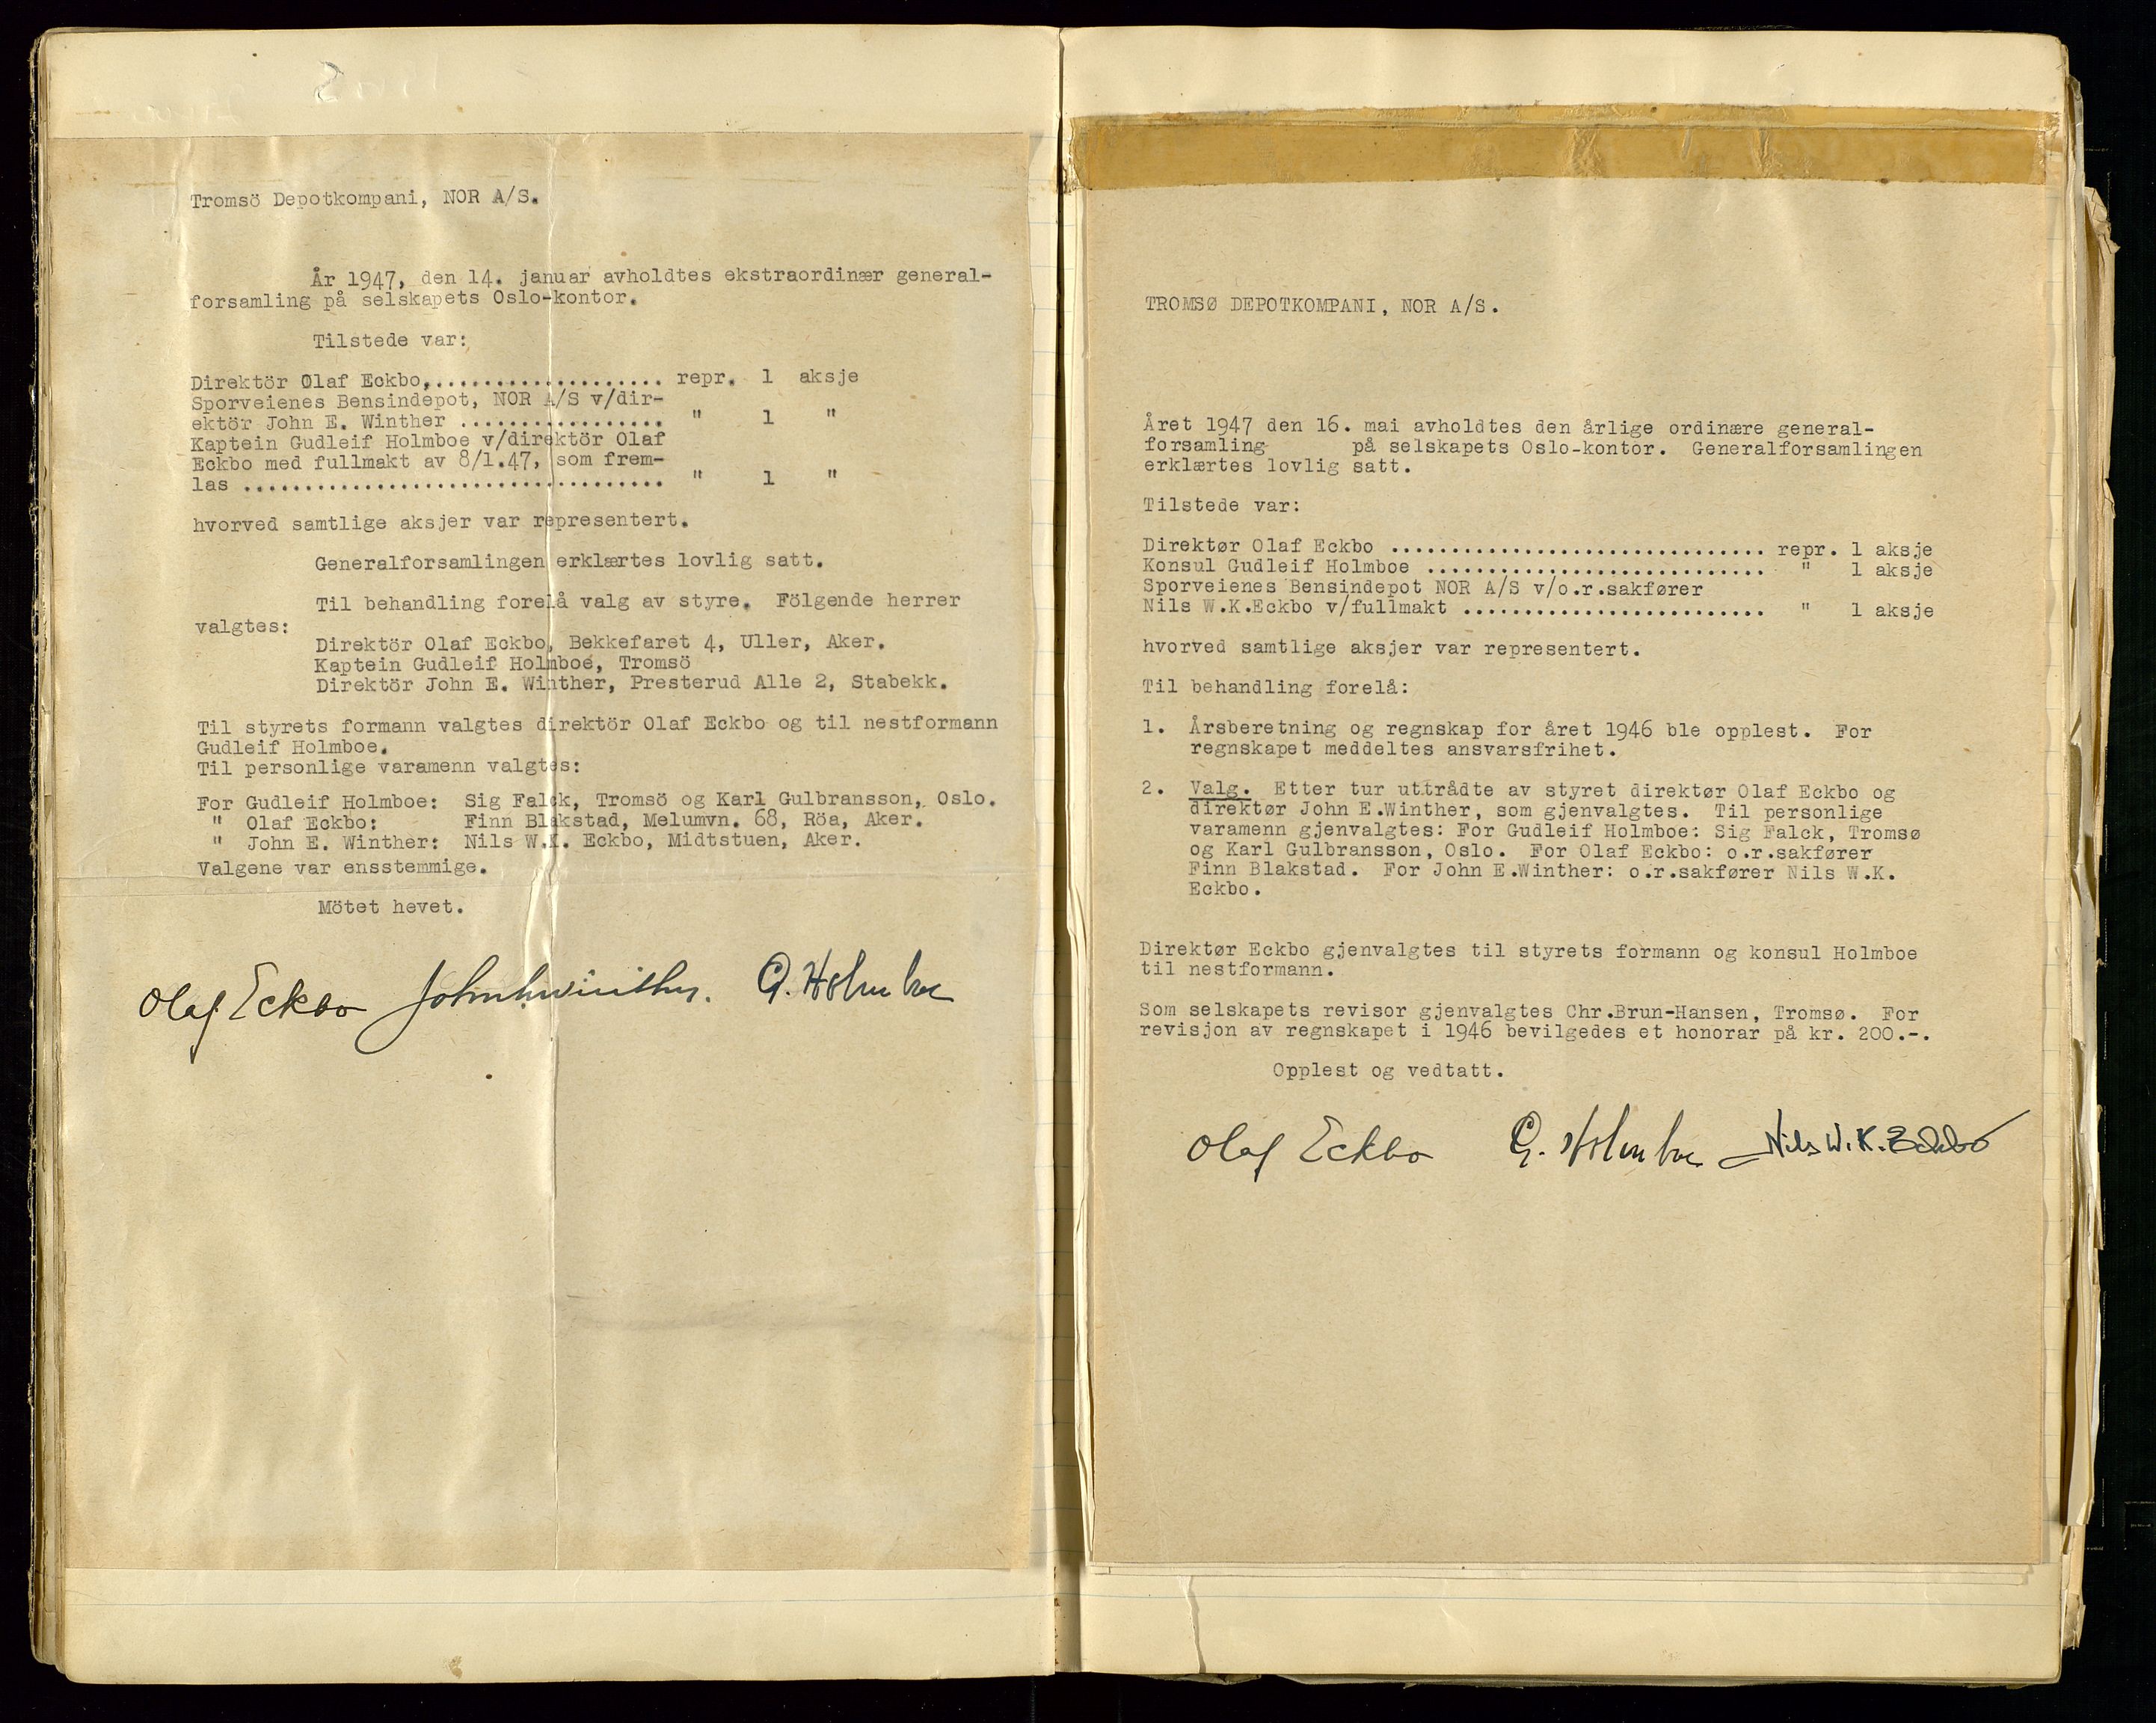 Tromsö Depotkompani, NOR A/S.
År 1947, den 14. januar avholdtes ekstraordinær general-
forsamling på selskapets Oslo-kontor.
Tilstede var:
Direktör Olaf Eckbo,................... repr. 1 aksje
Sporveienes Bensindepot, NOR A/S v/dir-
ektör John E. Winther ................. " 1 "
Kaptein Gudleif Holmboe v/direktör Olaf
Eckbo med fullmakt av 8/1.47, som frem-
las ................................... " 1 "
hvorved samtlige aksjer var representert.
Generalforsamlingen erklærtes lovlig satt.
Til behandling forelå valg av styre. Fölgende herrer
valgtes:
Direktör Olaf Eckbo, Bekkefaret 4, Uller, Aker.
Kaptein Gudleif Holmboe, Tromsö
Direktör John E. Winther, Presterud Alle 2, Stabekk.
Til styrets formann valgtes direktör Olaf Eckbo og til nestformann
Gudleif Holmboe.
Til personlige varamenn valgtes:
For Gudleif Holmboe: Sig Falck, Tromsö og Karl Gulbransson, Oslo.
" Olaf Eckbo: Finn Blakstad, Melumvn. 68, Röa, Aker.
" John E. Winther: Nils W.K. Eckbo, Midtstuen, Aker.
Valgene var ensstemmige.
Mötet hevet.
Olaf Eckbo John E Winther. G. Holmboe
TROMSØ DEPOTKOMPANI, NOR A/S.
Året 1947 den 16. mai avholdtes den årlige ordinære general-
forsamling på selskapets Oslo-kontor. Generalforsamlingen
erklærtes lovlig satt.
Tilstede var:
Direktør Olaf Eckbo ............................... repr. 1 aksje
Konsul Gudleif Holmboe ............................ " 1 aksje
Sporveienes Bensindepot NOR A/S v/o.r.sakfører
Nils W.K.Eckbo v/fullmakt ......................... " 1 aksje
hvorved samtlige aksjer var representert.
Til behandling forelå:
1. Årsberetning og regnskap for året 1946 ble opplest. For
regnskapet meddeltes ansvarsfrihet.
2. Valg. Etter tur uttrådte av styret direktør Olaf Eckbo og
direktør John E.Winther, som gjenvalgtes. Til personlige
varamenn gjenvalgtes: For Gudleif Holmboe: Sig Falck, Tromsø
og Karl Gulbransson, Oslo. For Olaf Eckbo: o.r.sakfører
Finn Blakstad. For John E.Winther: o.r.sakfører Nils W.K.
Eckbo.
Direktør Eckbo gjenvalgtes til styrets formann og konsul Holmboe
til nestformann.
Som selskapets revisor gjenvalgtes Chr.Brun-Hansen, Tromsø. For
revisjon av regnskapet i 1946 bevilgedes et honorar på kr. 200.-.
Opplest og vedtatt.
Olaf Eckbo G. Holmboe Nils W.K. Eckbo